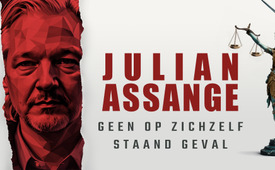 JULIAN
ASSANGE
GEEN OP ZICHZELF
STAAND GEVAL